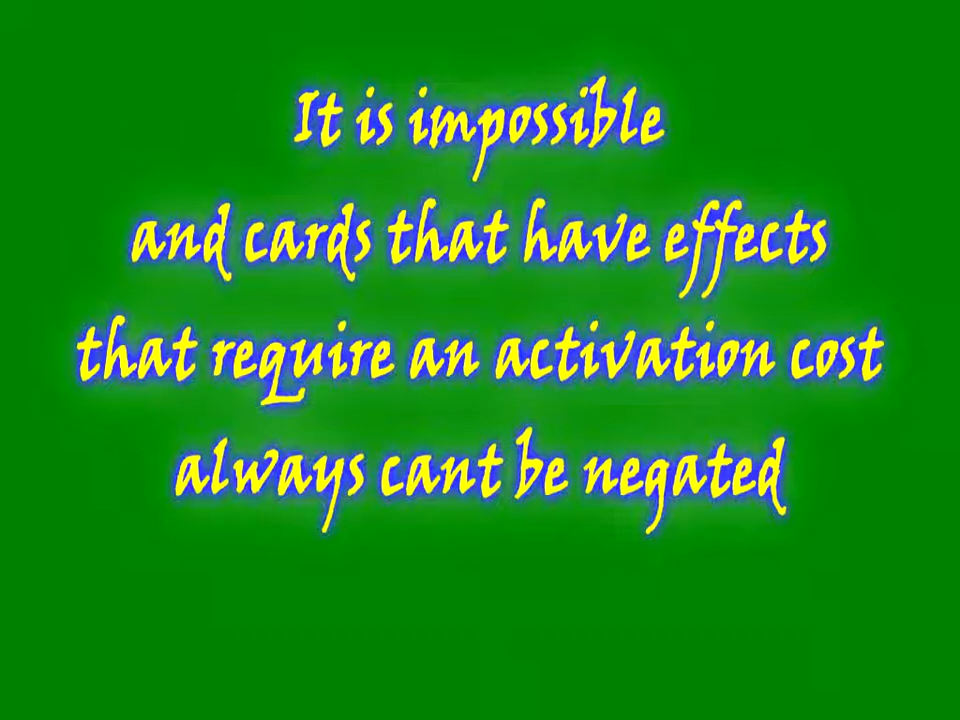 It is impossible
and cards that have effects
that require an activation cost
always cant be negated